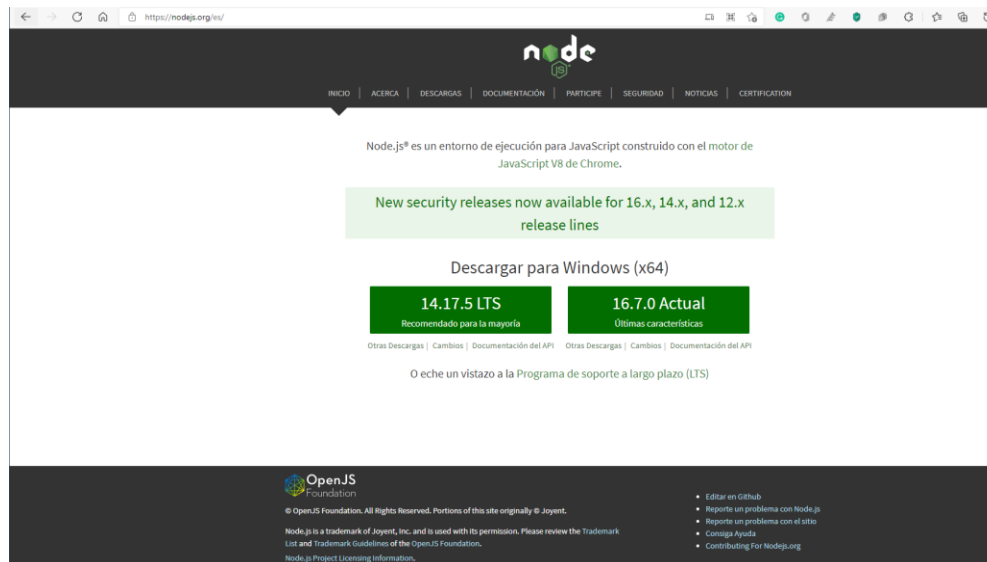 https://nodejs.org/es/
node
JS
INICIO | ACERCA | DESCARGAS | DOCUMENTACIÓN | PARTICIPE | SEGURIDAD | NOTICIAS | CERTIFICATION
Node.js® es un entorno de ejecución para JavaScript construido con el motor de
JavaScript V8 de Chrome.
New security releases now available for 16.x, 14.x, and 12.x
release lines
Descargar para Windows (x64)
14.17.5 LTS
Recomendado para la mayoría
16.7.0 Actual
Últimas características
Otras Descargas | Cambios | Documentación del API
Otras Descargas | Cambios | Documentación del API
O eche un vistazo a la Programa de soporte a largo plazo (LTS)
OpenJS
Foundation
© OpenJS Foundation. All Rights Reserved. Portions of this site originally © Joyent.
Node.js is a trademark of Joyent, Inc. and is used with its permission. Please review the Trademark
List and Trademark Guidelines of the OpenJS Foundation.
Node.js Project Licensing Information.
Editar en Github
Reporte un problema con Node.js
Reporte un problema con el sitio
Consiga Ayuda
Contributing For Nodejs.org